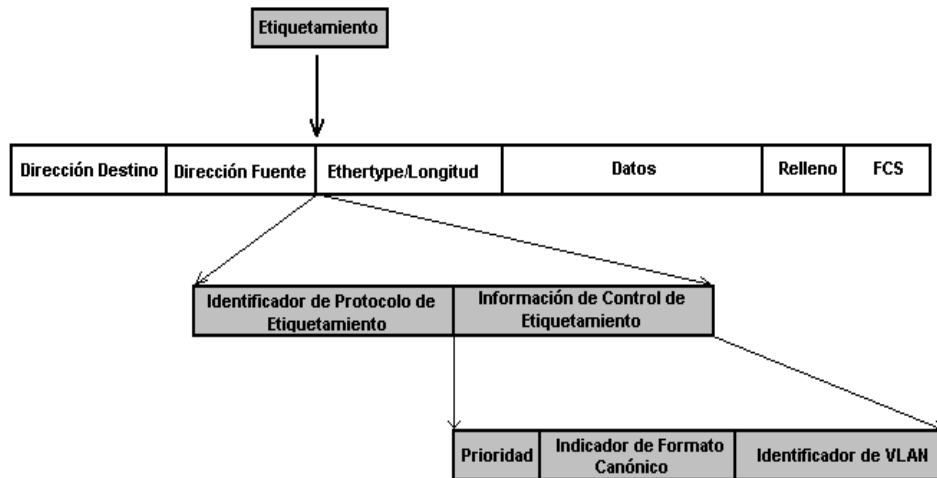 Etiquetamiento
Dirección Destino
Dirección Fuente
Ethertype/Longitud
Datos
Relleno
FCS
Identificador de Protocolo de
Etiquetamiento
Información de Control de
Etiquetamiento
Prioridad
Indicador de Formato
Canónico
Identificador de VLAN